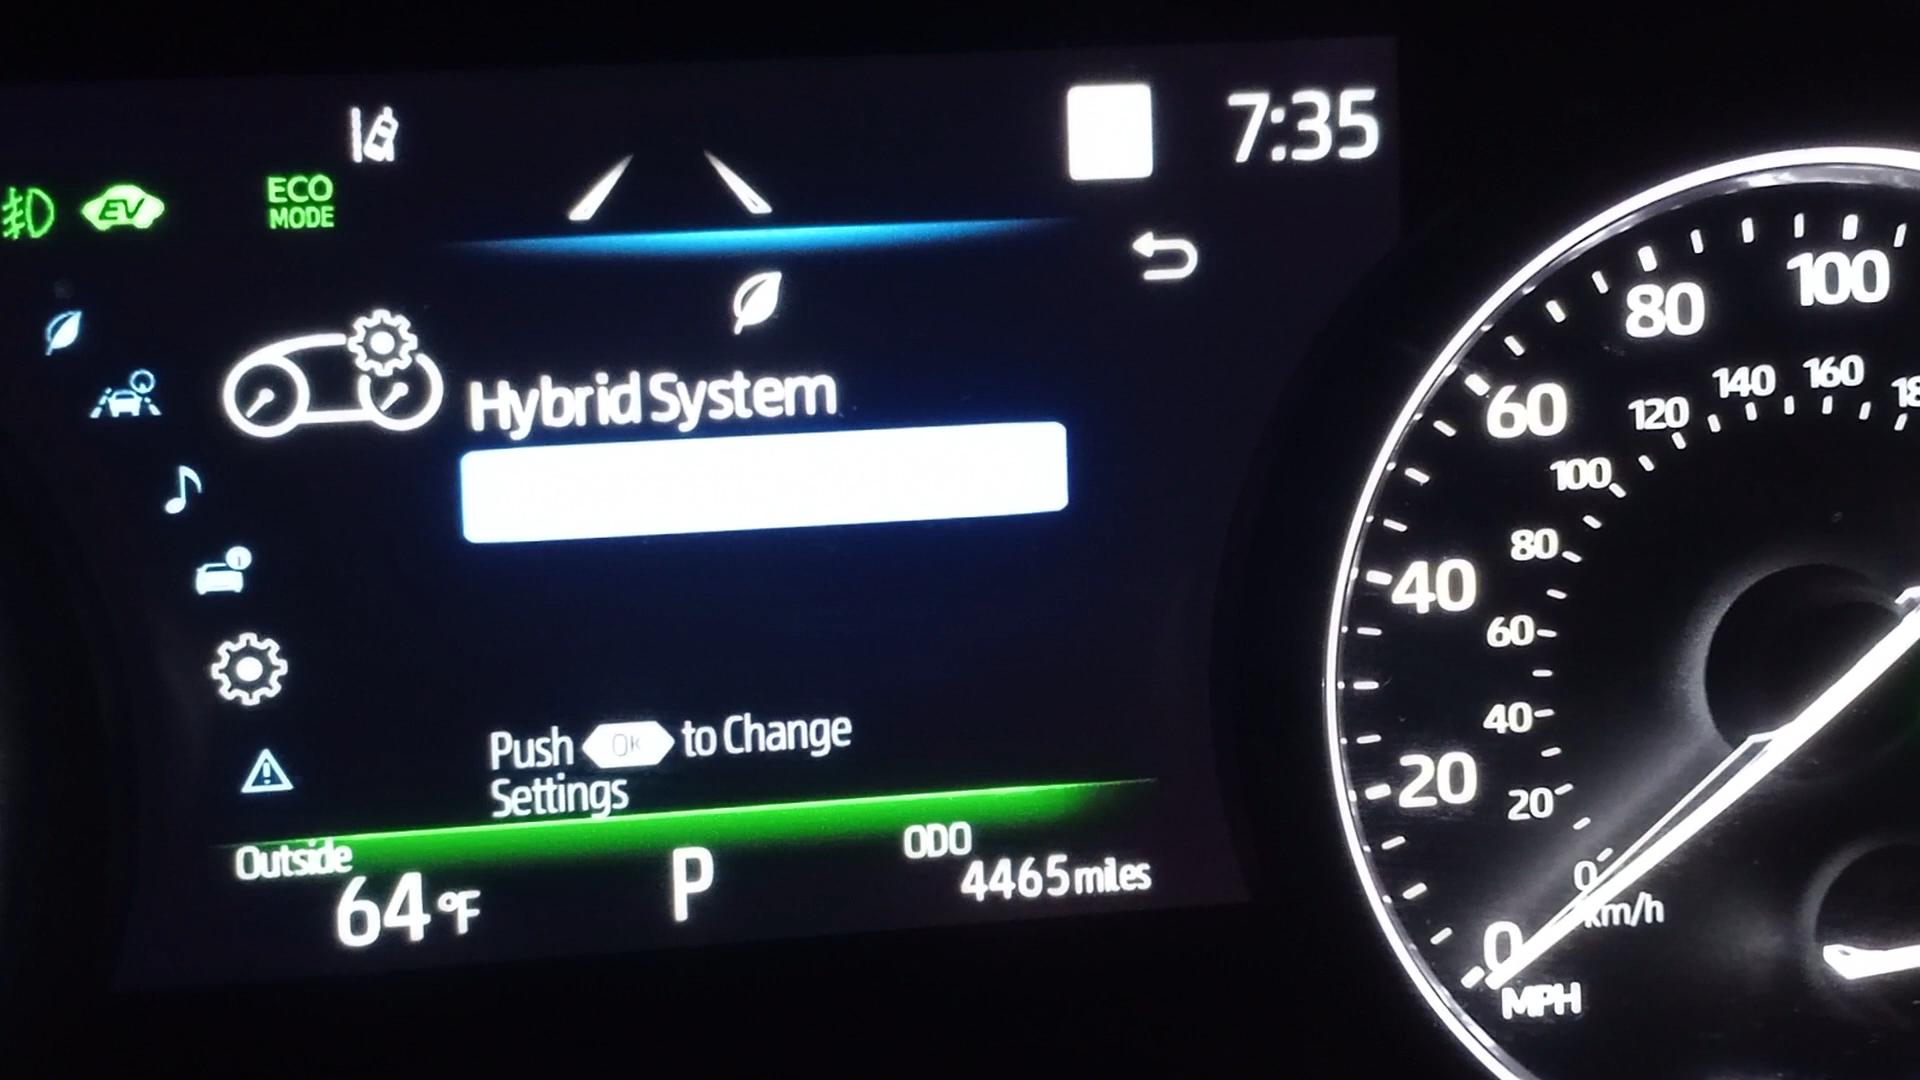 7:35
EV
ECO
MODE
Hybrid System
Push OK to Change
Settings
Outside
64°F
P
ODO
4465 miles
100
80
60
40
20
0
MPH
160
140
120
100
80
60
40
20
0
km/h